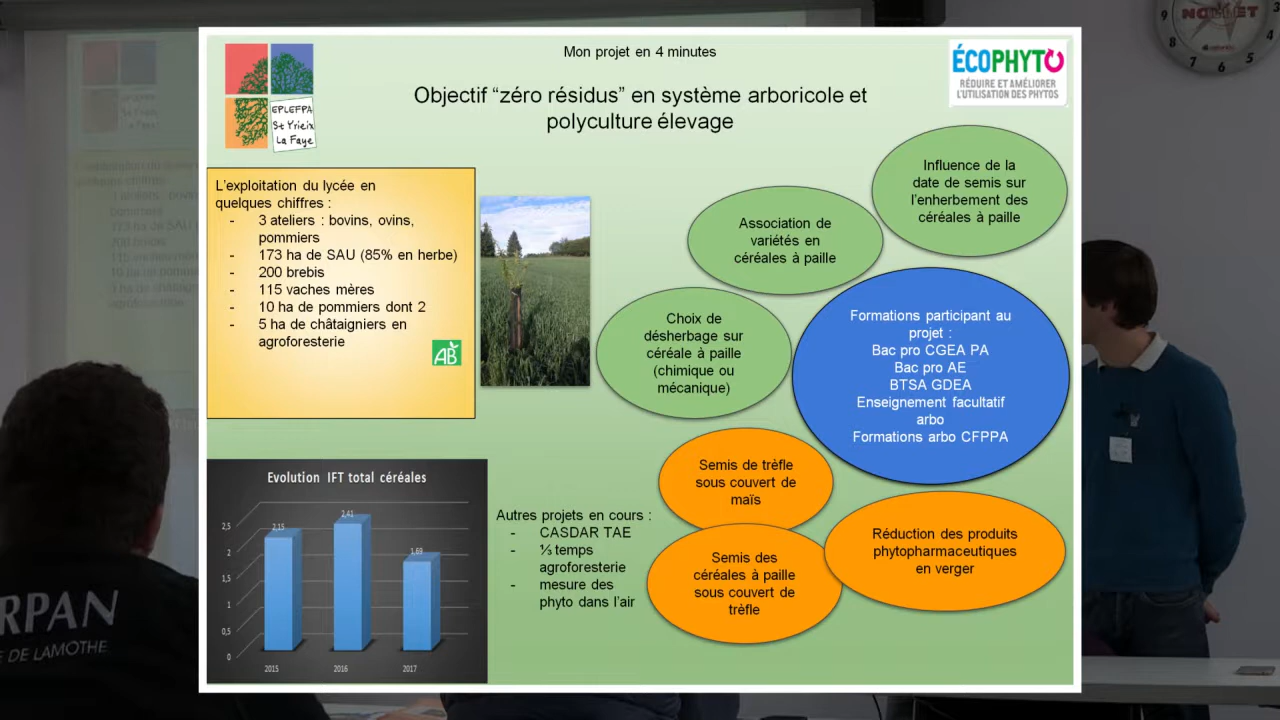 Mon projet en 4 minutes
Objectif “zéro résidus” en système arboricole et
polyculture élevage
EPLEFPA
St Yrieix
La Faye
ÉCOPHYTO
RÉDUIRE ET AMÉLIORER
L'UTILISATION DES PHYTOS
L’exploitation du lycée en
quelques chiffres :
- 3 ateliers : bovins, ovins,
pommiers
- 173 ha de SAU (85% en herbe)
- 200 brebis
- 115 vaches mères
- 10 ha de pommiers dont 2
- 5 ha de châtaigniers en
agroforesterie
AB
Influence de la
date de semis sur
l’enherbement des
céréales à paille
Association de
variétés en
céréales à paille
Choix de
désherbage sur
céréale à paille
(chimique ou
mécanique)
Formations participant au
projet :
Bac pro CGEA PA
Bac pro AE
BTSA GDEA
Enseignement facultatif
arbo
Formations arbo CFPPA
Semis de trèfle
sous couvert de
maïs
Semis des
céréales à paille
sous couvert de
trèfle
Réduction des produits
phytopharmaceutiques
en verger
Autres projets en cours :
- CASDAR TAE
- ⅓ temps
agroforesterie
- mesure des
phyto dans l’air
Evolution IFT total céréales
2,5
2
1,5
1
0,5
0
2,15
2,41
1,69
2015
2016
2017
RPAN
E DE LAMOTHE
NOLLET
9
8
7
6
5